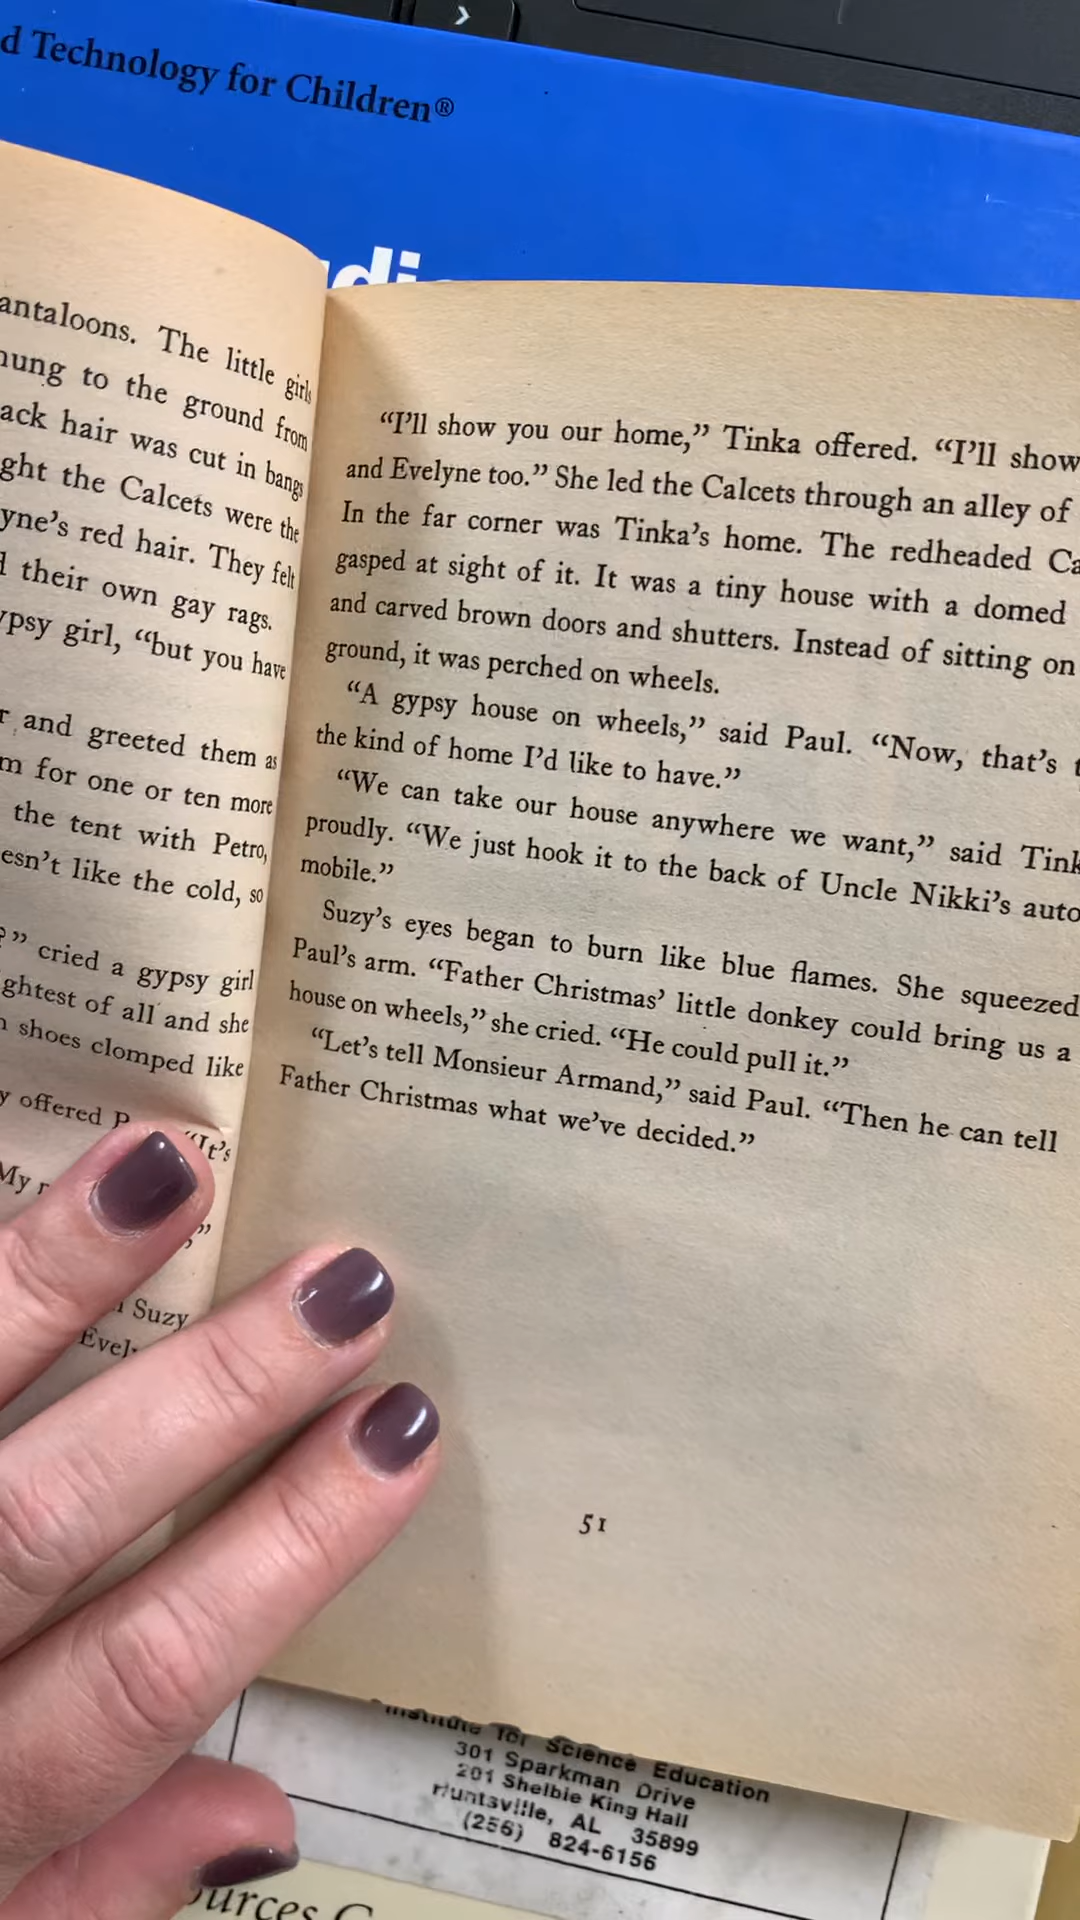 d Technology for Children®
antaloons. The little girls
hung to the ground from
ack hair was cut in bangs
ght the Calcets were the
yne’s red hair. They felt
d their own gay rags.
ypsy girl, “but you have
r and greeted them as
m for one or ten more
the tent with Petro,
esn’t like the cold, so
?” cried a gypsy girl
ghtest of all and she
n shoes clomped like
y offered P “It’s
My
”
Suzy
Evely
“I’ll show you our home,” Tinka offered. “I’ll show
and Evelyne too.” She led the Calcets through an alley of
In the far corner was Tinka’s home. The redheaded Ca
gasped at sight of it. It was a tiny house with a domed
and carved brown doors and shutters. Instead of sitting on
ground, it was perched on wheels.
“A gypsy house on wheels,” said Paul. “Now, that’s t
the kind of home I’d like to have.”
“We can take our house anywhere we want,” said Tink
proudly. “We just hook it to the back of Uncle Nikki’s auto
mobile.”
Suzy’s eyes began to burn like blue flames. She squeezed
Paul’s arm. “Father Christmas’ little donkey could bring us a
house on wheels,” she cried. “He could pull it.”
“Let’s tell Monsieur Armand,” said Paul. “Then he can tell
Father Christmas what we’ve decided.”
51
Institute for Science Education
301 Sparkman Drive
201 Shelbie King Hall
Huntsville, AL 35899
(256) 824-6156
ources